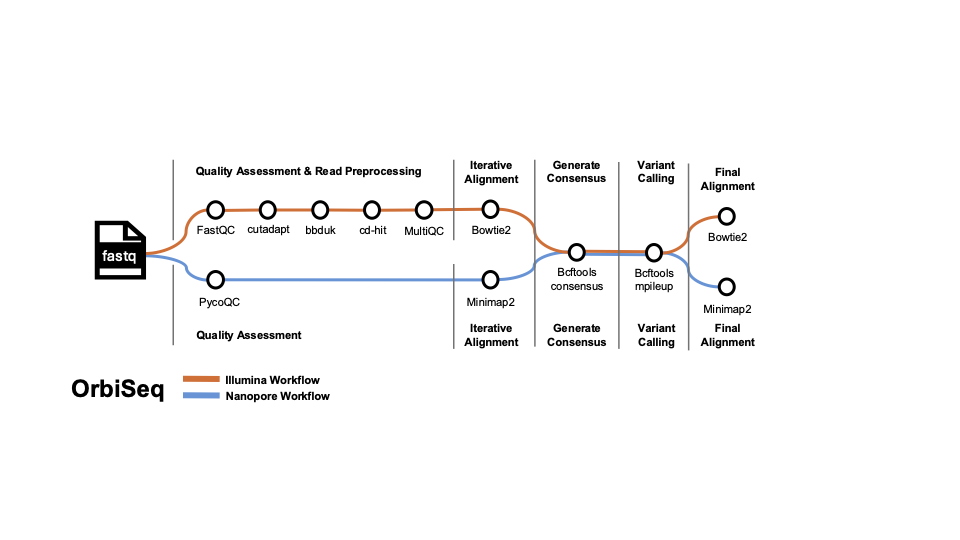 Quality Assessment & Read Preprocessing
Iterative
Alignment
Generate
Consensus
Variant
Calling
Final
Alignment
FastQC
cutadapt
bbduk
cd-hit
MultiQC
Bowtie2
Bowtie2
fastq
Bcftools
consensus
Bcftools
mpileup
PycoQC
Minimap2
Minimap2
Quality Assessment
Iterative
Alignment
Generate
Consensus
Variant
Calling
Final
Alignment
OrbiSeq
Illumina Workflow
Nanopore Workflow